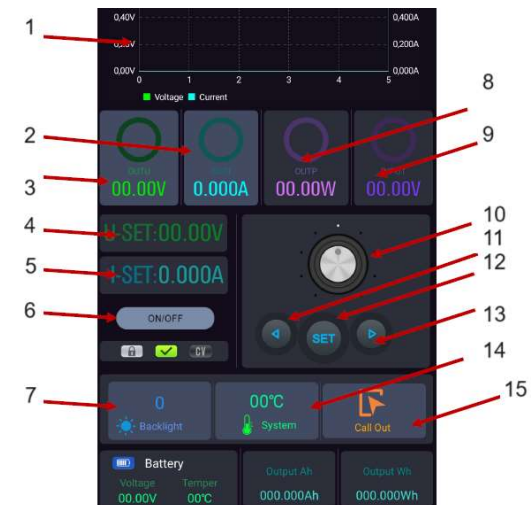 0,40V 0,400A
1
0,20V 0,200A
0,00V 0,000A
0 1 2 3 4 5
Voltage Current
8
2 9
OUTU OUTP
3 00.00V 0.000A 00.00W 00.00V
4 U-SET:00.00V
10
11
5 I-SET:0.000A 12
6 ON/OFF
SET 13
CV
14
7 0 00℃ 15
Backlight System Call Out
Battery
Voltage Temper Output Ah Output Wh
00.00V 00℃ 000.000Ah 000.000Wh